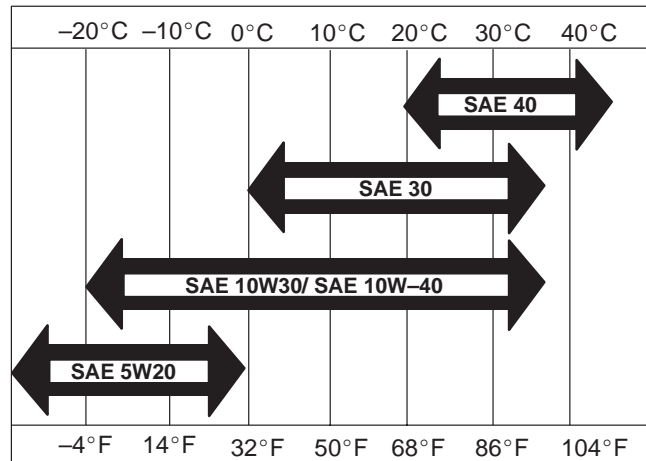 –20°C –10°C 0°C 10°C 20°C 30°C 40°C
SAE 40
SAE 30
SAE 10W30/ SAE 10W–40
SAE 5W20
–4°F 14°F 32°F 50°F 68°F 86°F 104°F